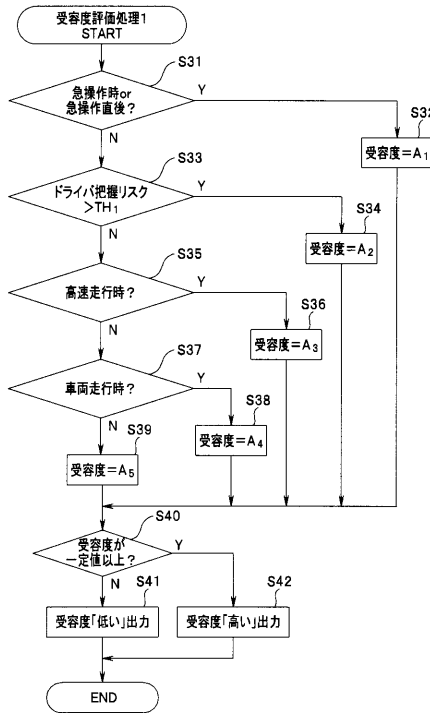 受容度評価処理1
START
S31
急操作時or
急操作直後?
Y
N
S32
受容度=A1
S33
ドライバ把握リスク
>TH1
Y
N
S34
受容度=A2
S35
高速走行時?
Y
N
S36
受容度=A3
S37
車両走行時?
Y
N
S38
受容度=A4
S39
受容度=A5
S40
受容度が
一定値以上?
Y
N
S41
受容度「低い」出力
S42
受容度「高い」出力
END